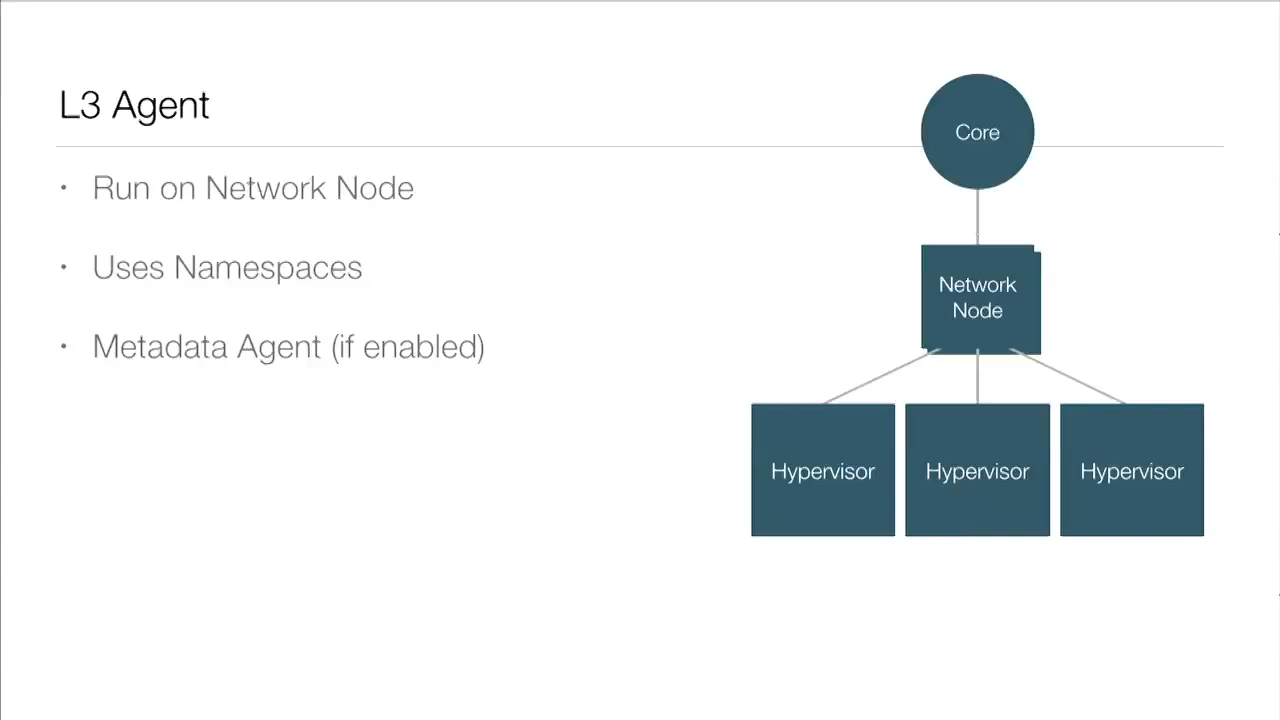 L3 Agent
• Run on Network Node
• Uses Namespaces
• Metadata Agent (if enabled)
Core
Network
Node
Hypervisor
Hypervisor
Hypervisor